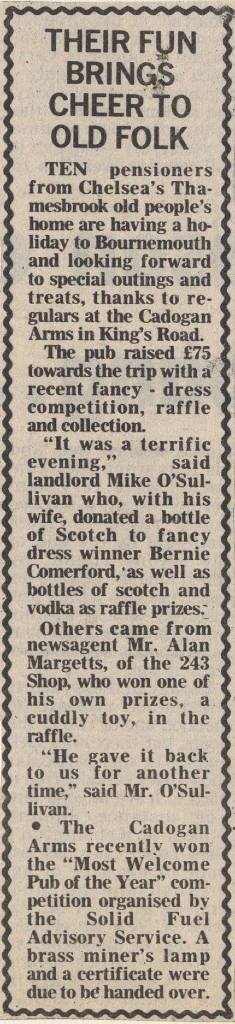 THEIR FUN
BRINGS
CHEER TO
OLD FOLK
TEN pensioners
from Chelsea's Tha-
mesbrook old people's
home are having a ho-
liday to Bournemouth
and looking forward
to special outings and
treats, thanks to re-
gulars at the Cadogan
Arms in King's Road.
The pub raised £75
towards the trip with a
recent fancy - dress
competition, raffle
and collection.
"It was a terrific
evening," said
landlord Mike O'Sul-
livan who, with his
wife, donated a bottle
of Scotch to fancy
dress winner Bernie
Comerford, as well as
bottles of scotch and
vodka as raffle prizes.
Others came from
newsagent Mr. Alan
Margetts, of the 243
Shop, who won one of
his own prizes, a
cuddly toy, in the
raffle.
"He gave it back
to us for another
time," said Mr. O'Sul-
livan.
• The Cadogan
Arms recently won
the "Most Welcome
Pub of the Year" com-
petition organised by
the Solid Fuel
Advisory Service. A
brass miner's lamp
and a certificate were
due to be handed over.